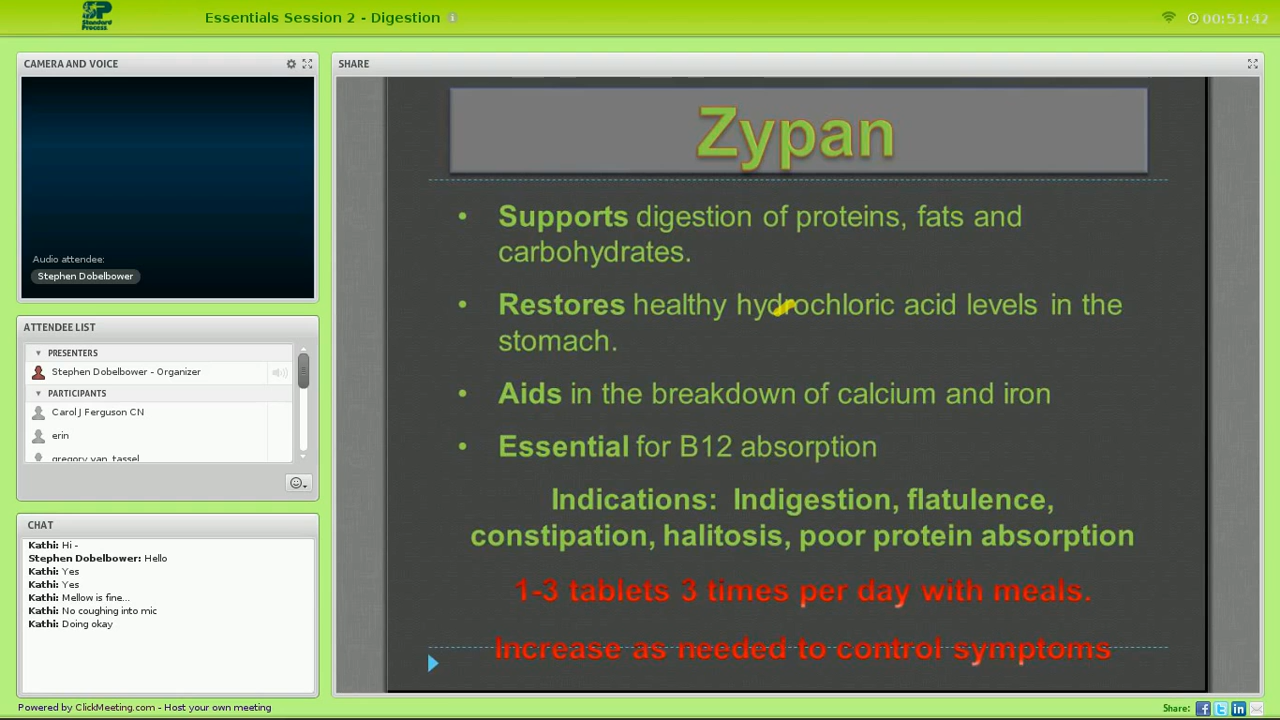 Standard Process
Essentials Session 2 - Digestion
00:51:42
CAMERA AND VOICE
Audio attendee:
Stephen Dobelbower
ATTENDEE LIST
PRESENTERS
Stephen Dobelbower - Organizer
PARTICIPANTS
Carol J Ferguson CN
erin
gregory van_tassel
CHAT
Kathi: Hi -
Stephen Dobelbower: Hello
Kathi: Yes
Kathi: Yes
Kathi: Mellow is fine...
Kathi: No coughing into mic
Kathi: Doing okay
SHARE
Zypan
• Supports digestion of proteins, fats and
carbohydrates.
• Restores healthy hydrochloric acid levels in the
stomach.
• Aids in the breakdown of calcium and iron
• Essential for B12 absorption
Indications: Indigestion, flatulence,
constipation, halitosis, poor protein absorption
1-3 tablets 3 times per day with meals.
Increase as needed to control symptoms
Powered by ClickMeeting.com - Host your own meeting
Share: